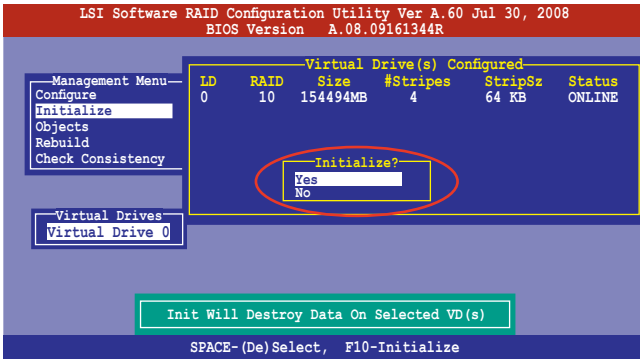 LSI Software RAID Configuration Utility Ver A.60 Jul 30, 2008
BIOS Version A.08.09161344R
Virtual Drive(s) Configured
LD RAID Size #Stripes StripSz Status
0 10 154494MB 4 64 KB ONLINE
Management Menu
Configure
Initialize
Objects
Rebuild
Check Consistency
Initialize?
Yes
No
Virtual Drives
Virtual Drive 0
Init Will Destroy Data On Selected VD(s)
SPACE-(De)Select, F10-Initialize